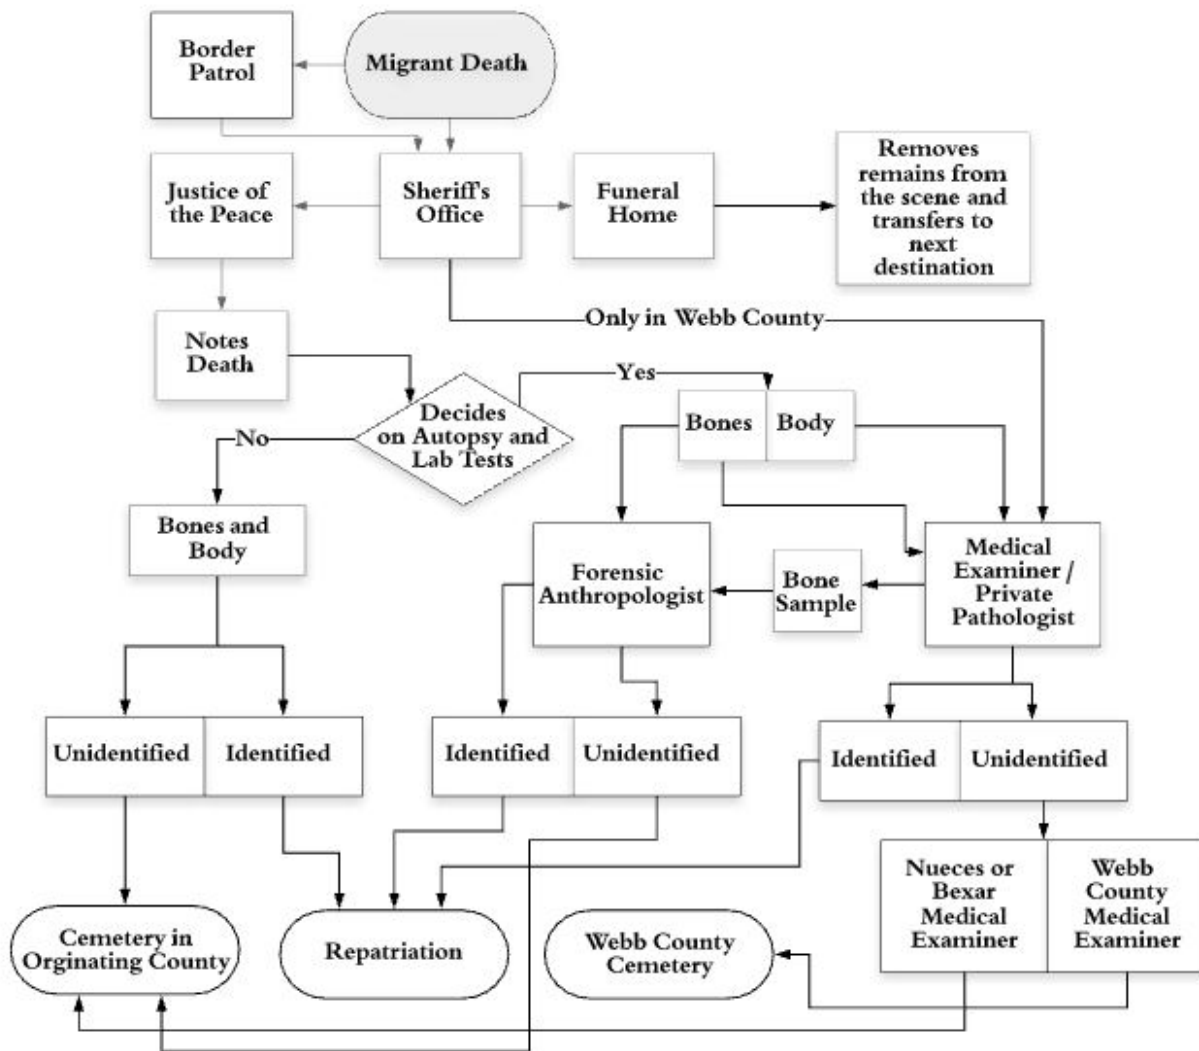 Border
Patrol
Migrant Death
Justice of
the Peace
Sheriff's
Office
Funeral
Home
Removes
remains from
the scene and
transfers to
next
destination
Only in Webb County
Notes
Death
Yes
Decides
on Autopsy and
Lab Tests
No
Bones
Body
Bones and
Body
Forensic
Anthropologist
Bone
Sample
Medical
Examiner /
Private
Pathologist
Unidentified
Identified
Identified
Unidentified
Identified
Unidentified
Nueces or
Bexar
Medical
Examiner
Webb
County
Medical
Examiner
Cemetery in
Orginating County
Repatriation
Webb County
Cemetery